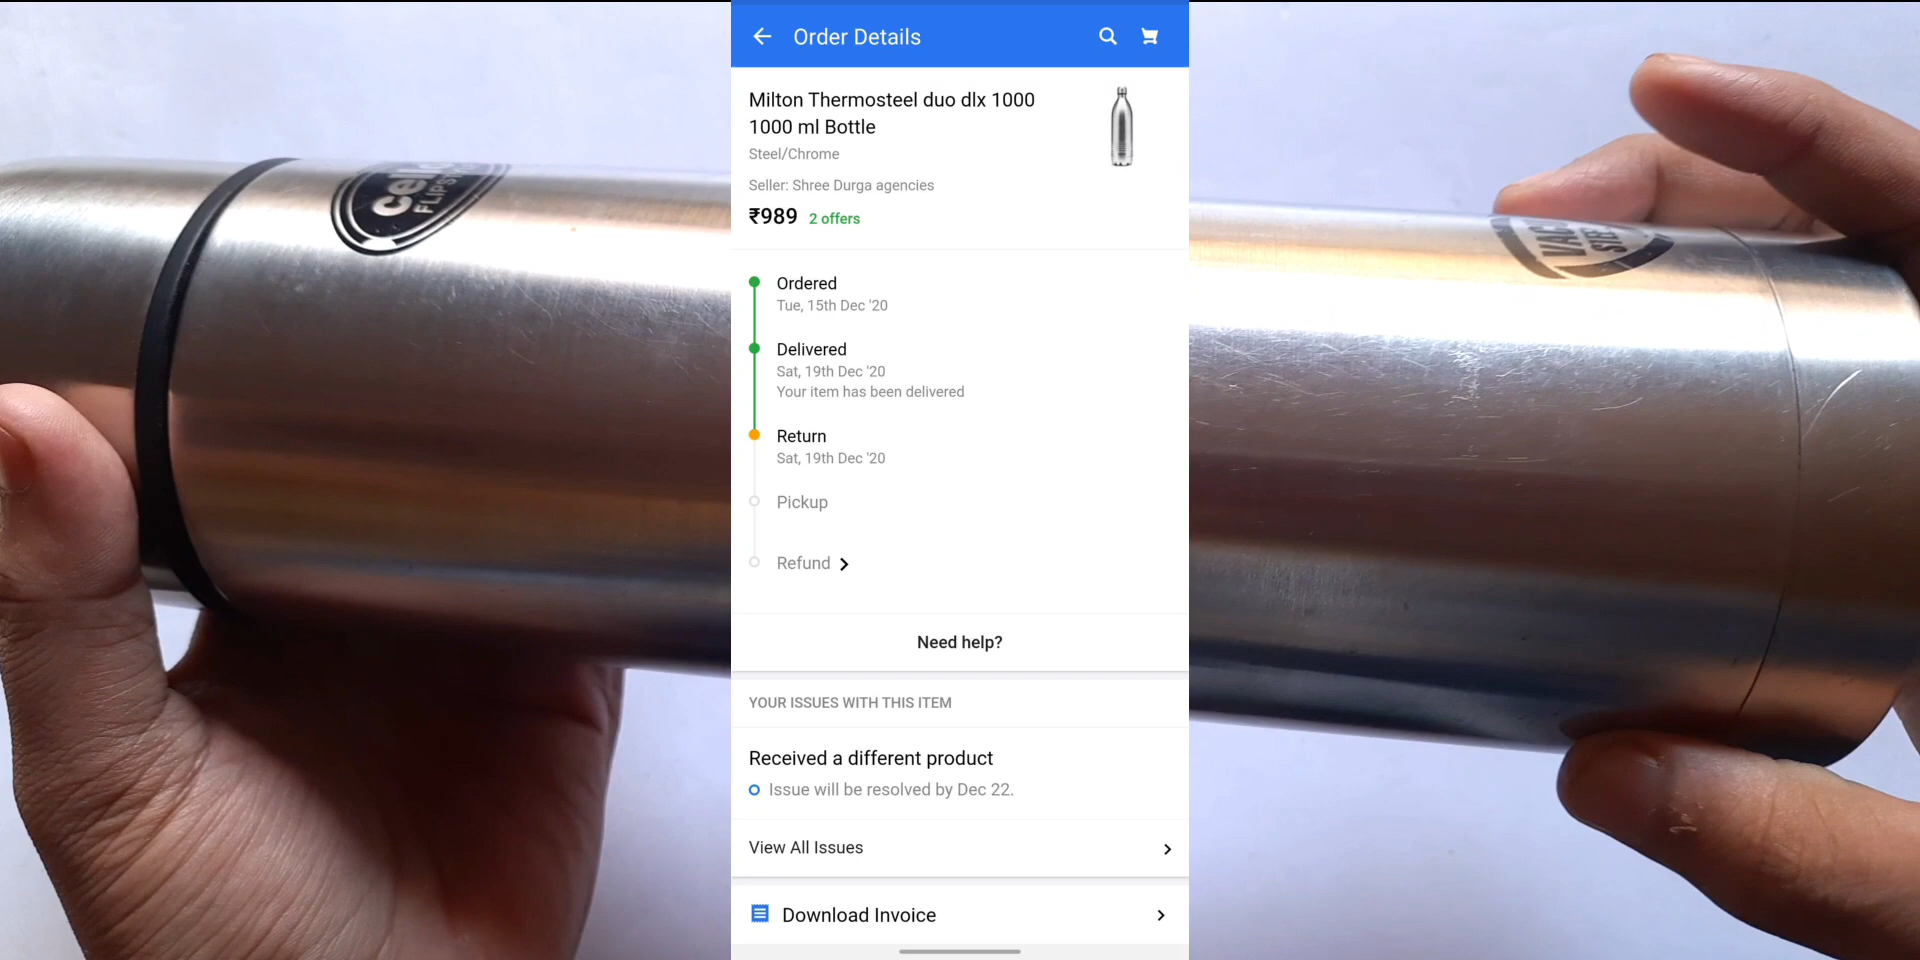 Order Details
Milton Thermosteel duo dlx 1000
1000 ml Bottle
Steel/Chrome
Seller: Shree Durga agencies
₹989 2 offers
Ordered
Tue, 15th Dec '20
Delivered
Sat, 19th Dec '20
Your item has been delivered
Return
Sat, 19th Dec '20
Pickup
Refund
Need help?
YOUR ISSUES WITH THIS ITEM
Received a different product
Issue will be resolved by Dec 22.
View All Issues
Download Invoice